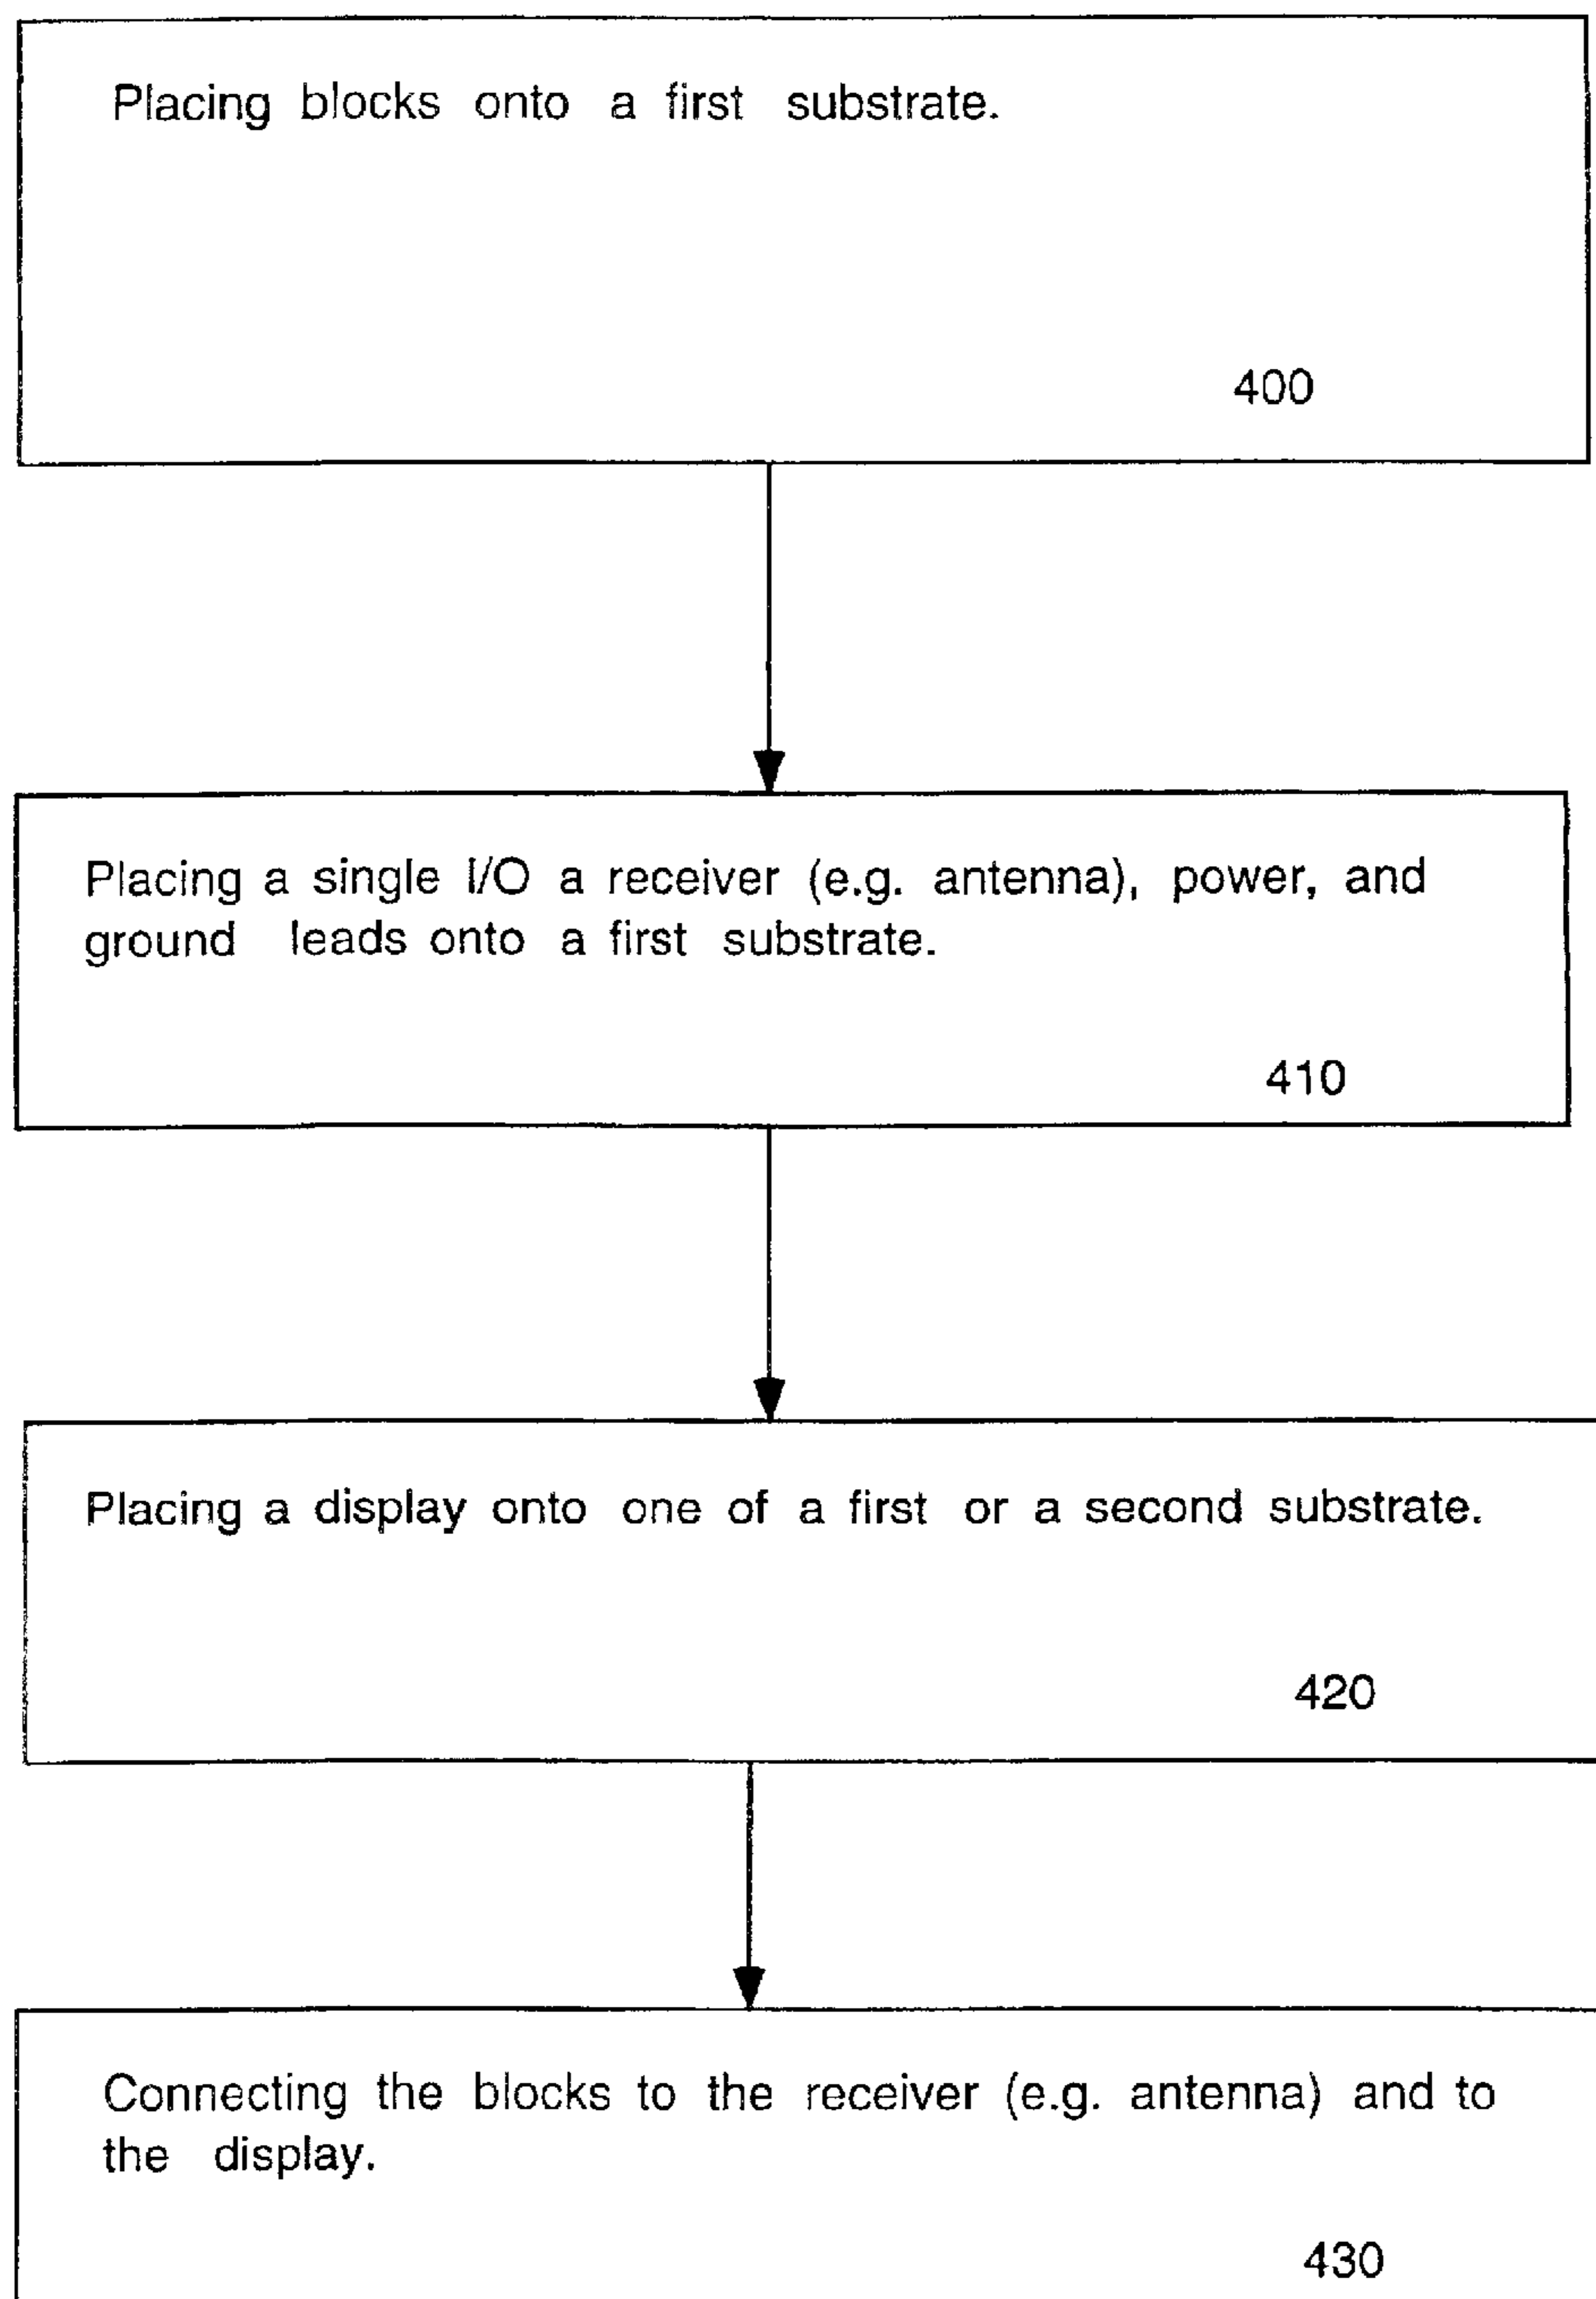 Placing blocks onto a first substrate.
400
Placing a single I/O a receiver (e.g. antenna), power, and
ground leads onto a first substrate.
410
Placing a display onto one of a first or a second substrate.
420
Connecting the blocks to the receiver (e.g. antenna) and to
the display.
430